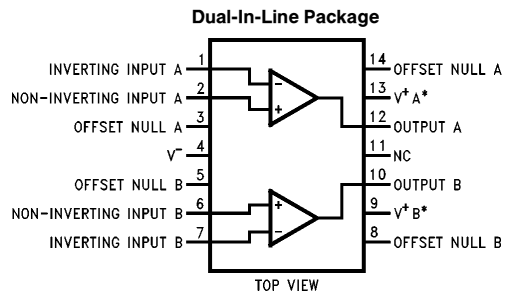 Dual-In-Line Package
INVERTING INPUT A 1
NON-INVERTING INPUT A 2
OFFSET NULL A 3
V⁻ 4
OFFSET NULL B 5
NON-INVERTING INPUT B 6
INVERTING INPUT B 7
14 OFFSET NULL A
13 V⁺A*
12 OUTPUT A
11 NC
10 OUTPUT B
9 V⁺B*
8 OFFSET NULL B
−
+
+
−
TOP VIEW